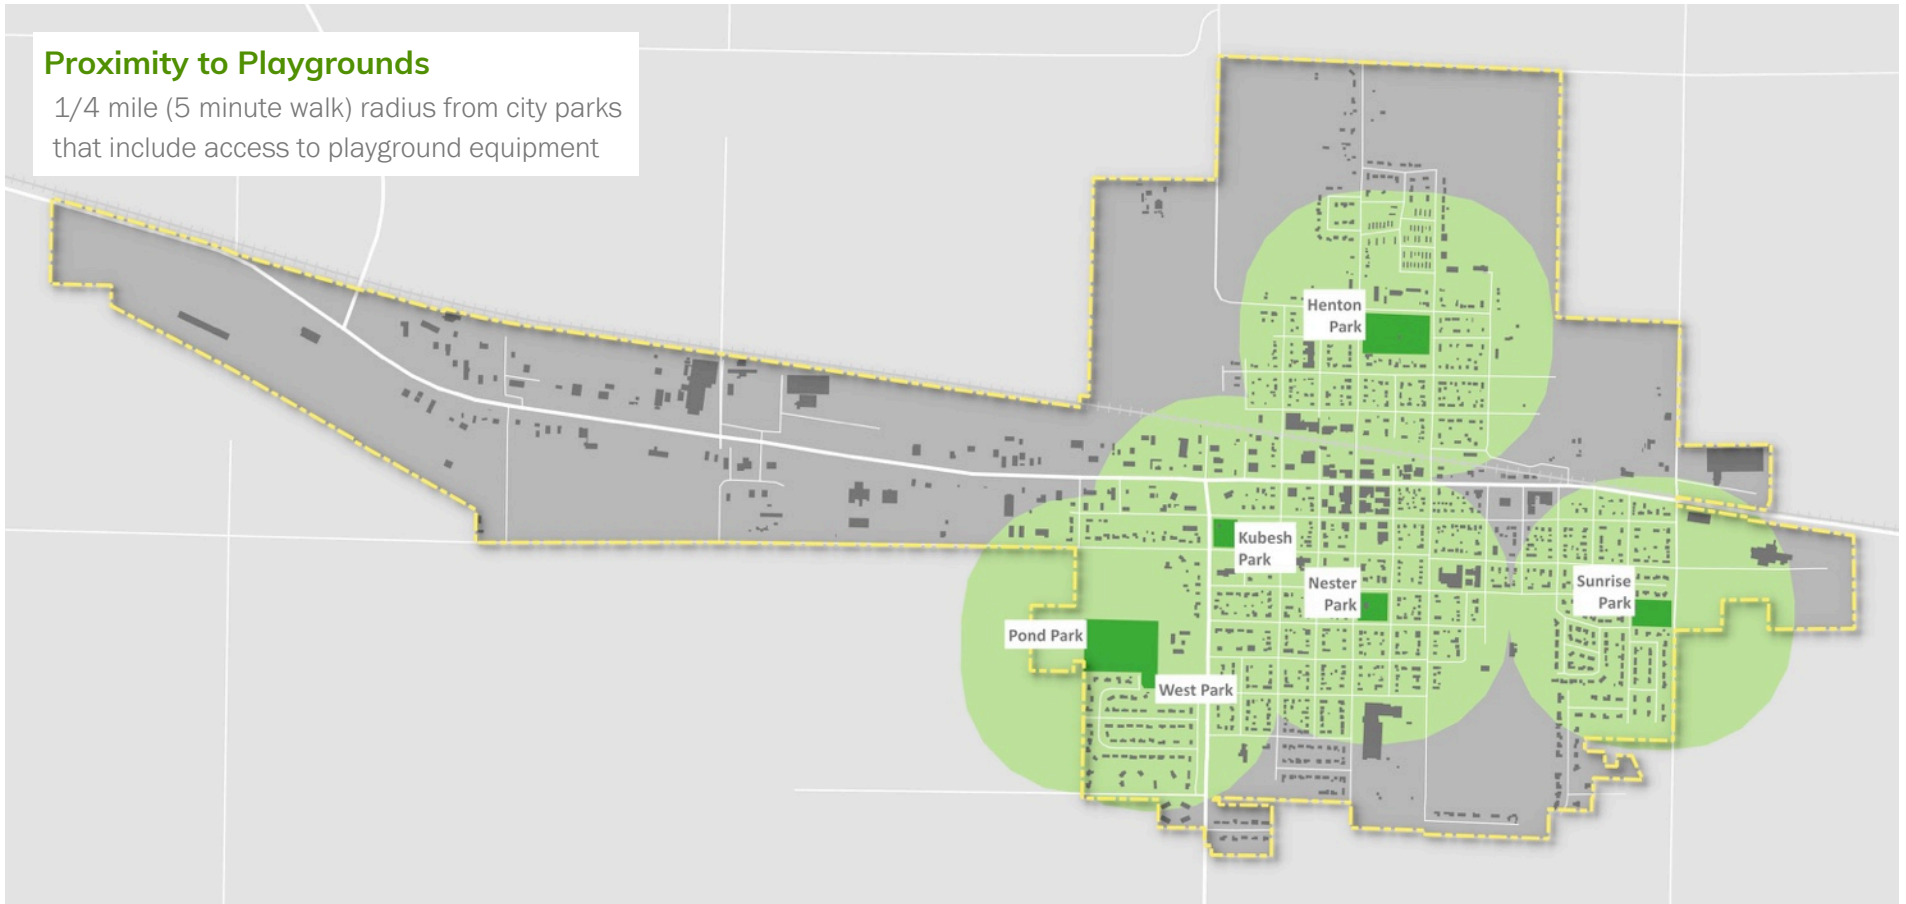 Proximity to Playgrounds
1/4 mile (5 minute walk) radius from city parks
that include access to playground equipment
Henton
Park
Kubesh
Park
Nester
Park
Sunrise
Park
Pond Park
West Park